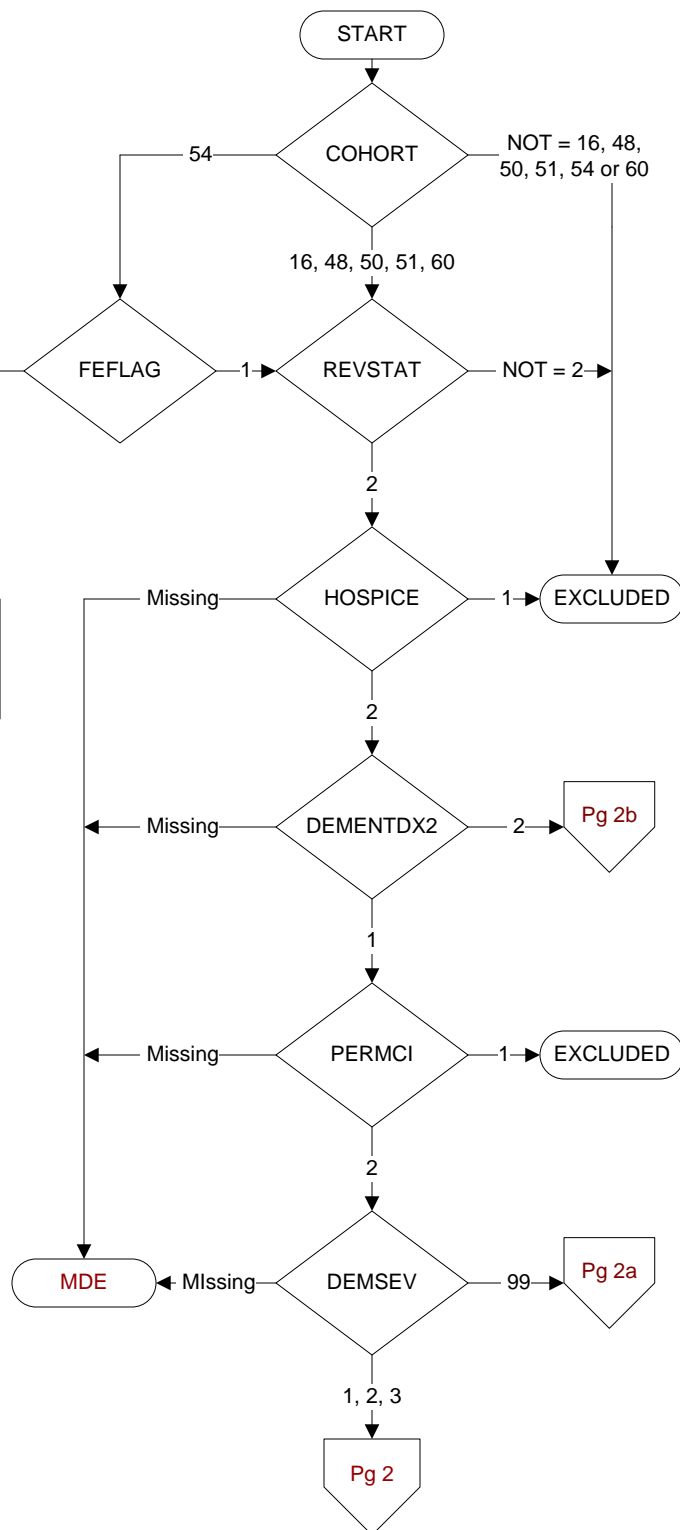 START
COHORT
54
NOT = 16, 48,
50, 51, 54 or 60
16, 48, 50, 51, 60
FEFLAG
1
REVSTAT
NOT = 2
2
Missing
HOSPICE
1
EXCLUDED
2
Missing
DEMENTDX2
2
Pg 2b
1
Missing
PERMCI
1
EXCLUDED
2
MDE
MIssing
DEMSEV
99
Pg 2a
1, 2, 3
Pg 2